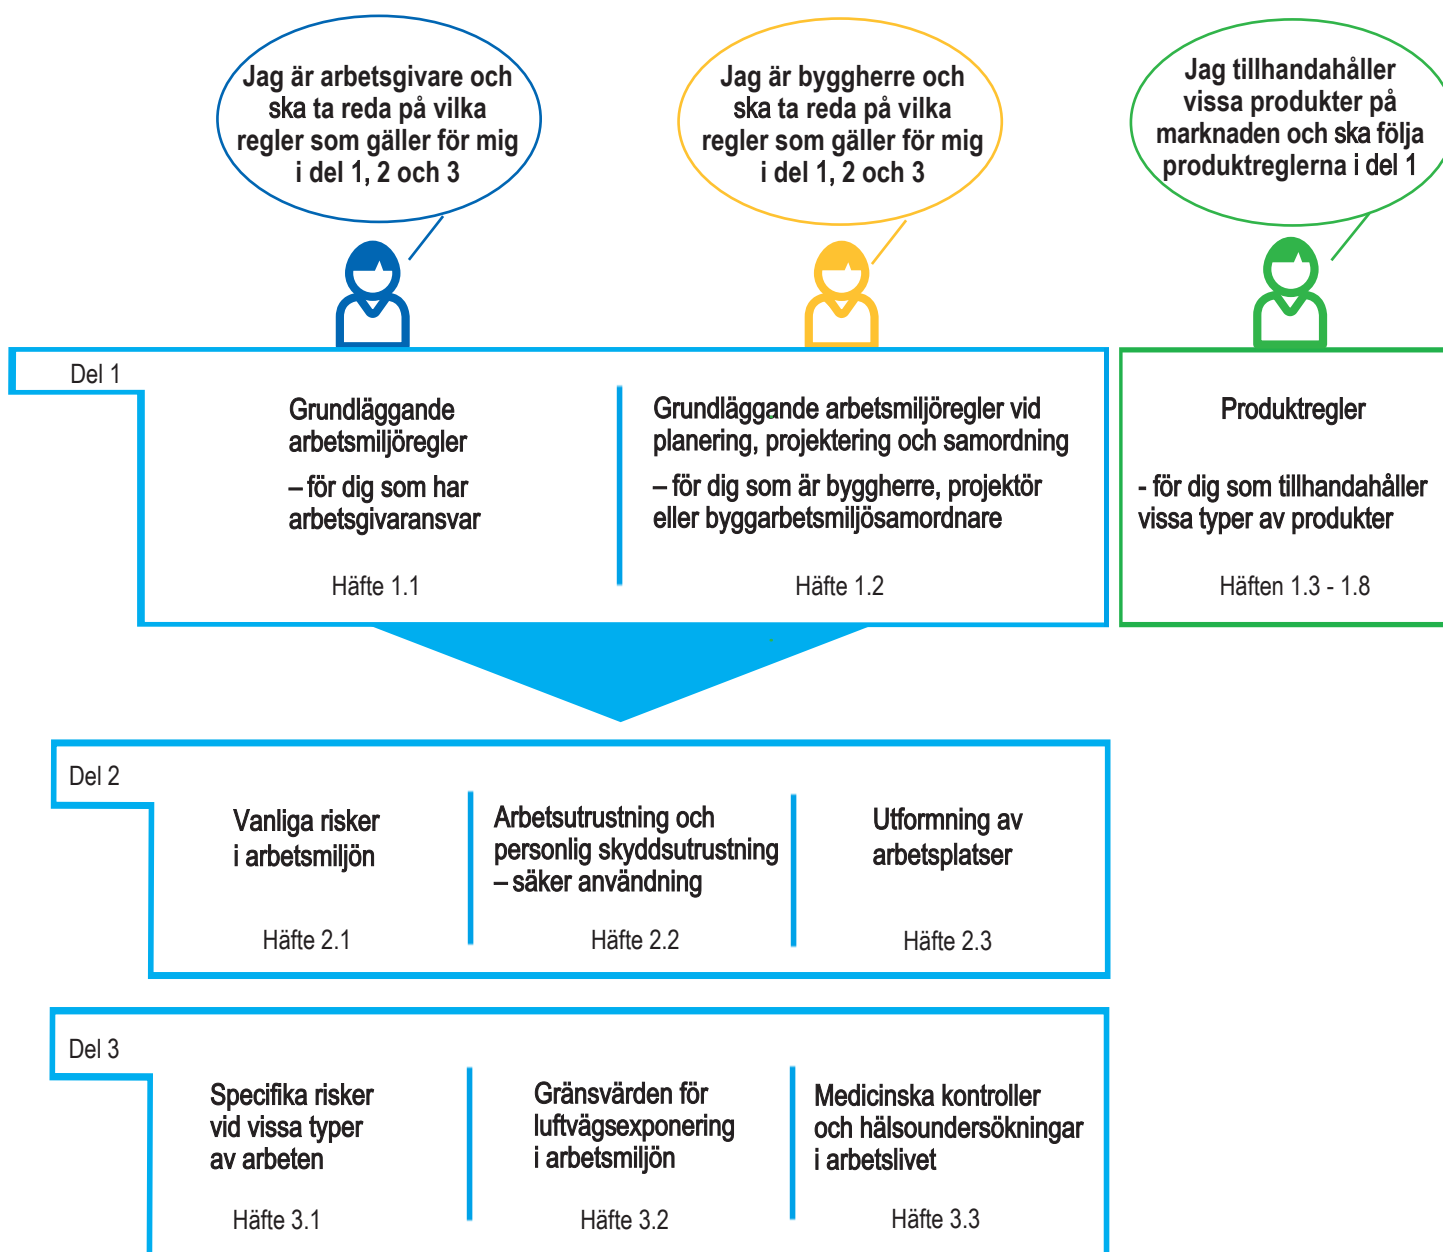 Jag är arbetsgivare och
ska ta reda på vilka
regler som gäller för mig
i del 1, 2 och 3
Jag är byggherre och
ska ta reda på vilka
regler som gäller för mig
i del 1, 2 och 3
Jag tillhandahåller
vissa produkter på
marknaden och ska följa
produktreglerna i del 1
Del 1
Grundläggande
arbetsmiljöregler
– för dig som har
arbetsgivaransvar
Häfte 1.1
Grundläggande arbetsmiljöregler vid
planering, projektering och samordning
– för dig som är byggherre, projektör
eller byggarbetsmiljösamordnare
Häfte 1.2
Produktregler
- för dig som tillhandahåller
vissa typer av produkter
Häften 1.3 - 1.8
Del 2
Vanliga risker
i arbetsmiljön
Häfte 2.1
Arbetsutrustning och
personlig skyddsutrustning
– säker användning
Häfte 2.2
Utformning av
arbetsplatser
Häfte 2.3
Del 3
Specifika risker
vid vissa typer
av arbeten
Häfte 3.1
Gränsvärden för
luftvägsexponering
i arbetsmiljön
Häfte 3.2
Medicinska kontroller
och hälsoundersökningar
i arbetslivet
Häfte 3.3